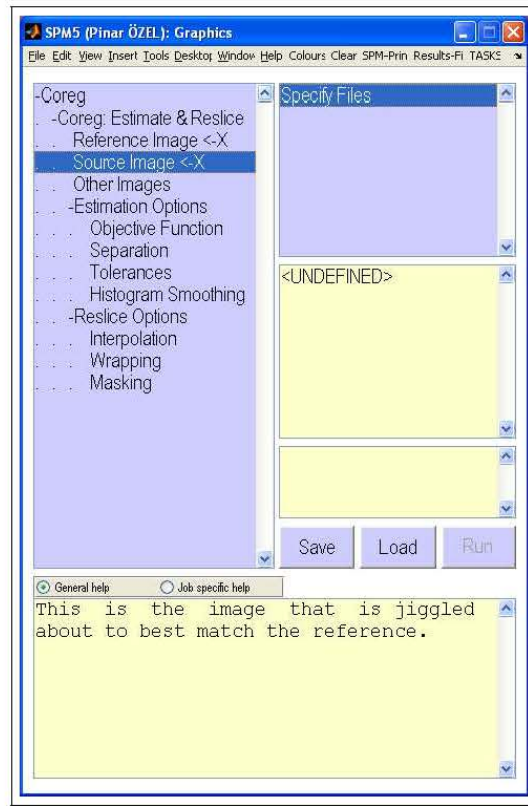 SPM5 (Pinar ÖZEL): Graphics
File Edit View Insert Tools Desktop Window Help Colours Clear SPM-Prin Results-Fi TASKS
-Coreg
. -Coreg: Estimate & Reslice
. . Reference Image <-X
. . Source Image <-X
. . Other Images
. . -Estimation Options
. . . Objective Function
. . . Separation
. . . Tolerances
. . . Histogram Smoothing
. . -Reslice Options
. . . Interpolation
. . . Wrapping
. . . Masking
Specify Files
<UNDEFINED>
Save Load Run
General help Job specific help
This is the image that is jiggled
about to best match the reference.